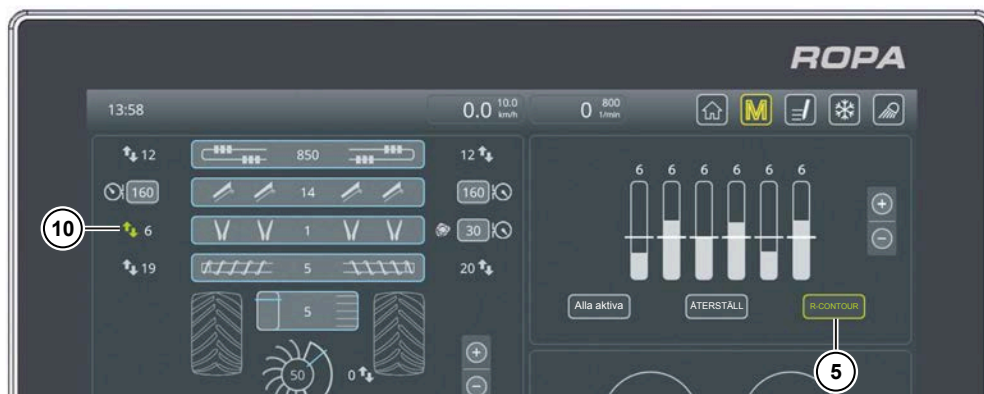 ROPA
13:58
0.0 10.0 km/h
0 800 1/min
M
12 850 12
160 14 160
10
6 1 30
19 5 20
5
50 0
6 6 6 6 6 6
+
−
Alla aktiva ÅTERSTÄLL R-CONTOUR
5
+
−